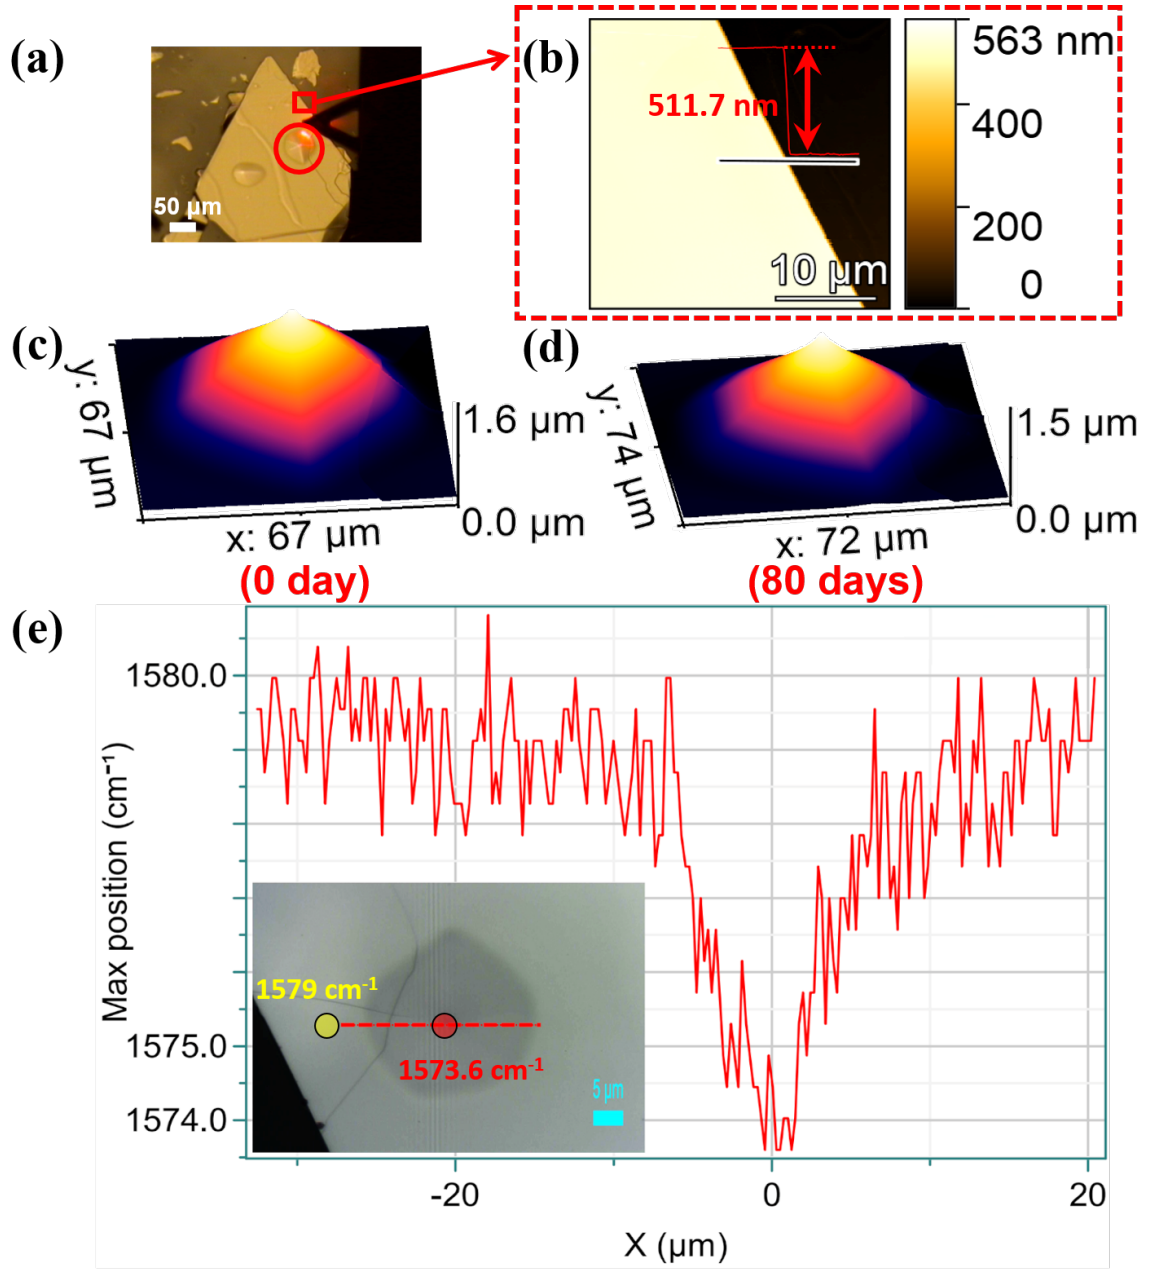 (a)
50 µm
(b)
511.7 nm
10 µm
563 nm
400
200
0
(c)
y: 67 µm
x: 67 µm
1.6 µm
0.0 µm
(0 day)
(d)
y: 74 µm
x: 72 µm
1.5 µm
0.0 µm
(80 days)
(e)
Max position (cm⁻¹)
1580.0
1575.0
1574.0
1579 cm⁻¹
1573.6 cm⁻¹
5 µm
-20
0
20
X (µm)